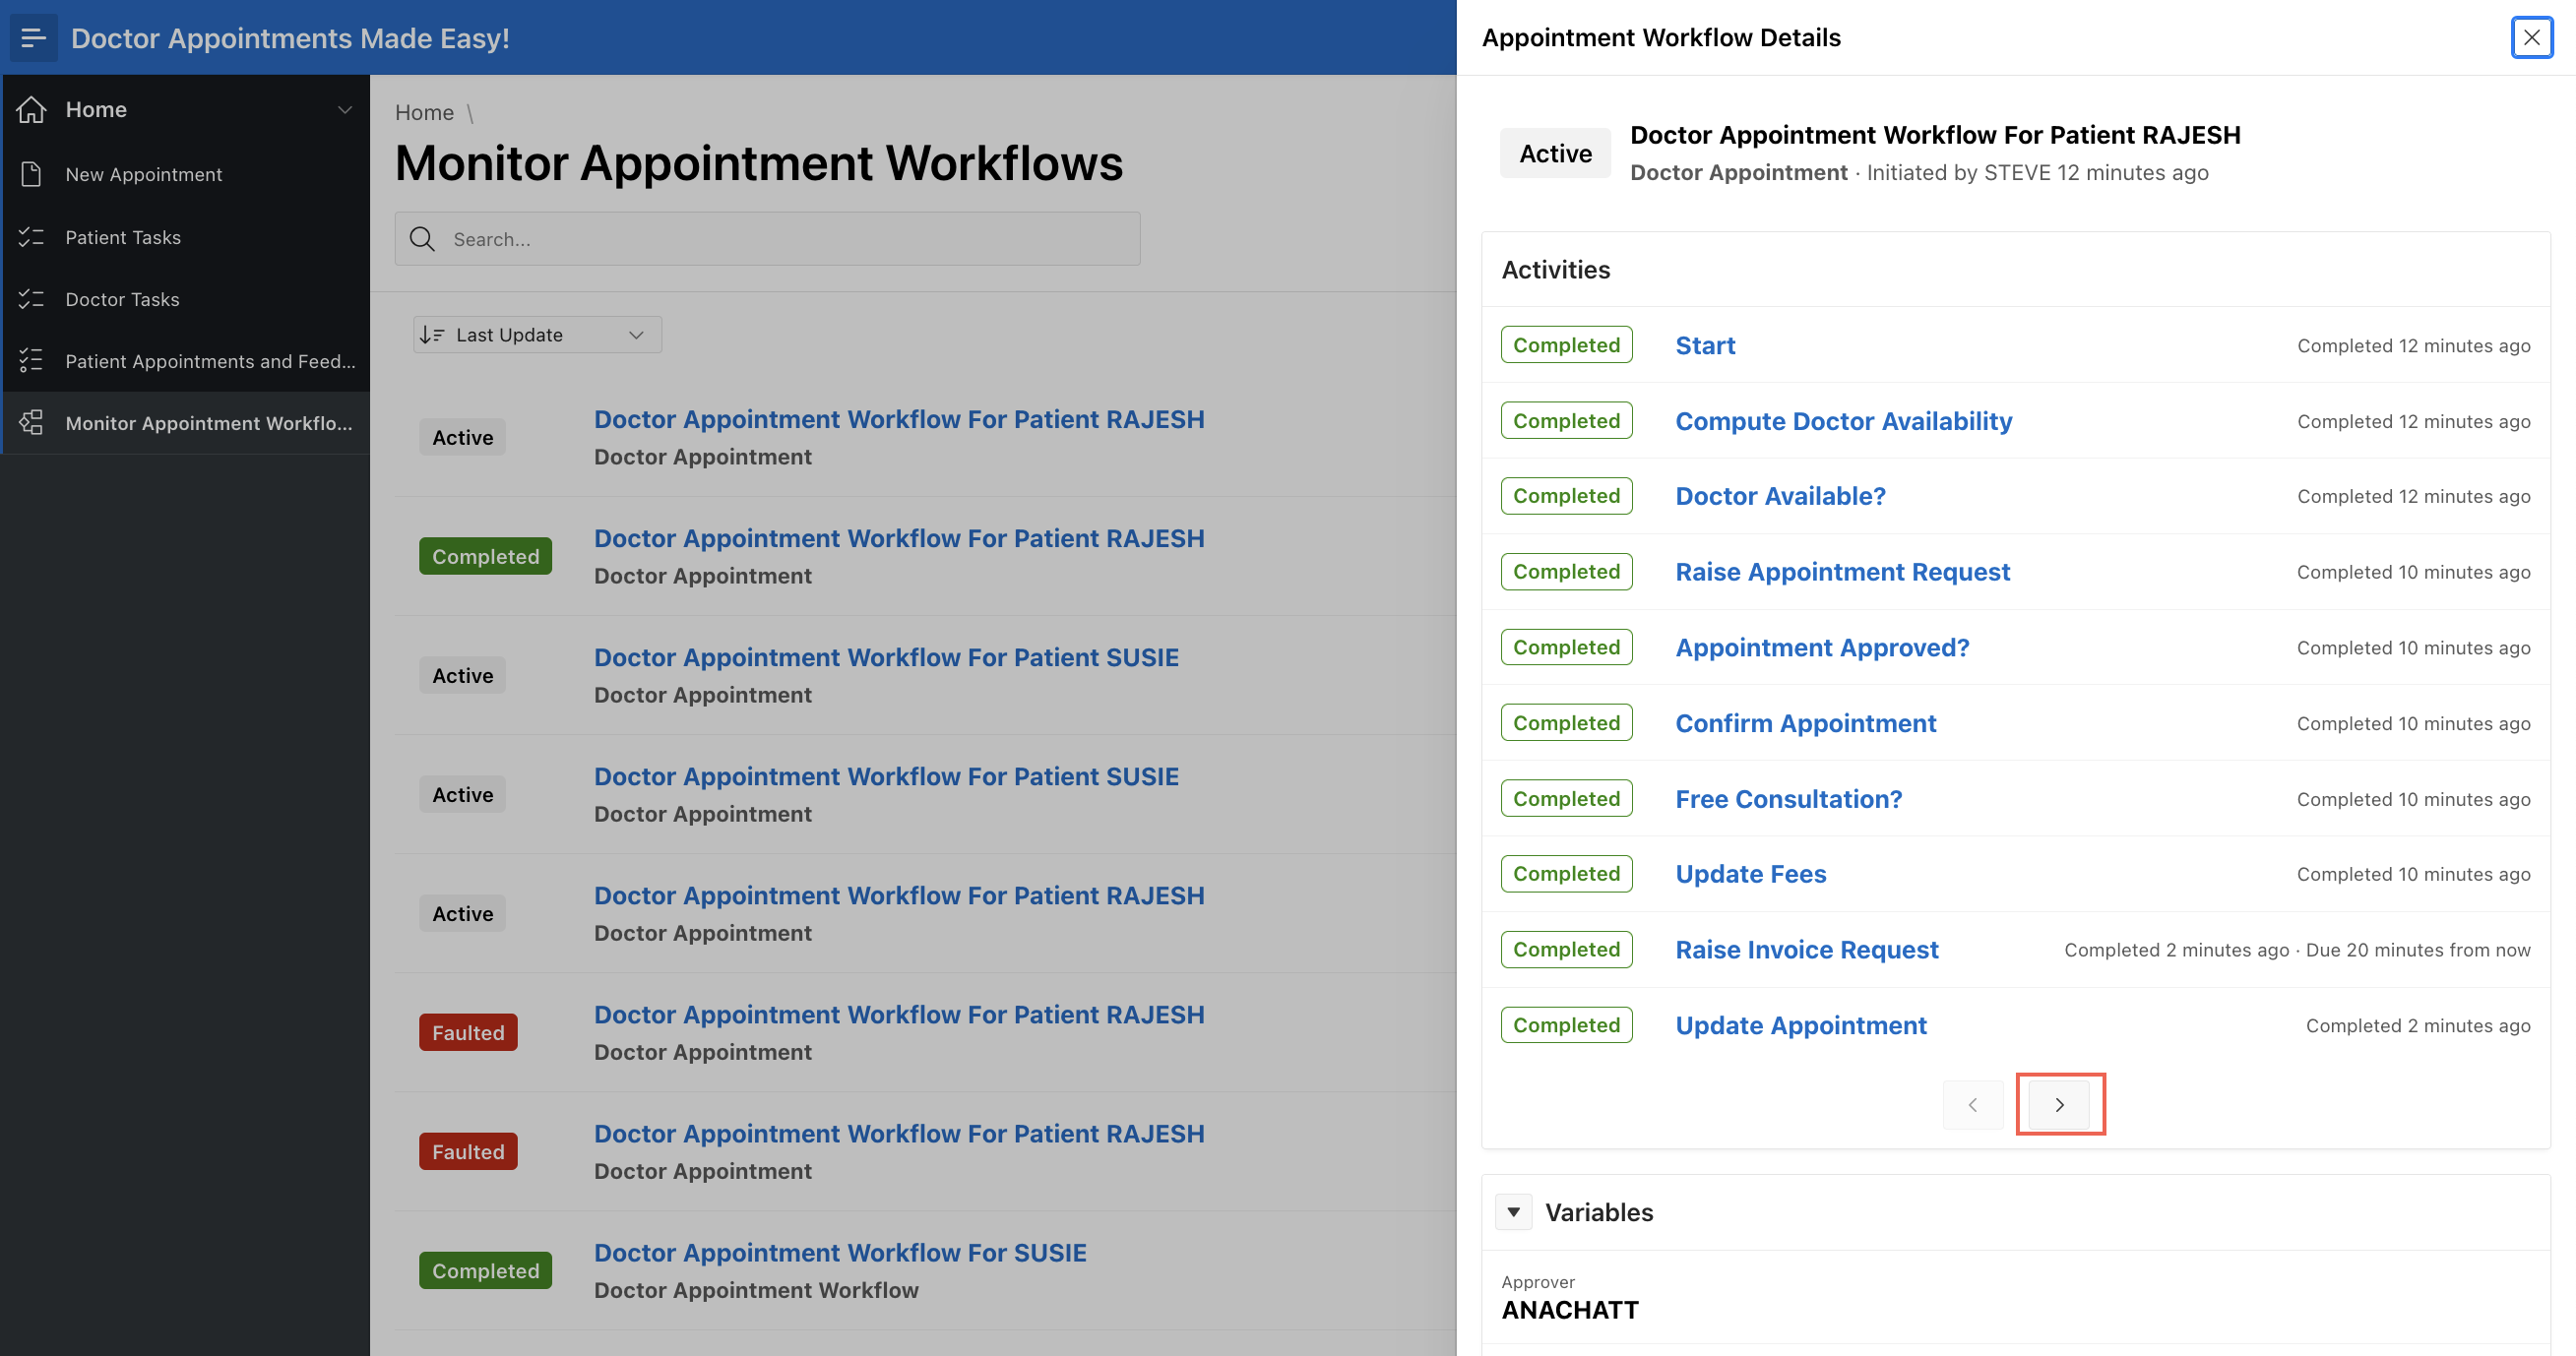 Doctor Appointments Made Easy!
Home
New Appointment
Patient Tasks
Doctor Tasks
Patient Appointments and Feed...
Monitor Appointment Workflo...
Home \
Monitor Appointment Workflows
Search...
Last Update
Active
Doctor Appointment Workflow For Patient RAJESH
Doctor Appointment
Completed
Doctor Appointment Workflow For Patient RAJESH
Doctor Appointment
Active
Doctor Appointment Workflow For Patient SUSIE
Doctor Appointment
Active
Doctor Appointment Workflow For Patient SUSIE
Doctor Appointment
Active
Doctor Appointment Workflow For Patient RAJESH
Doctor Appointment
Faulted
Doctor Appointment Workflow For Patient RAJESH
Doctor Appointment
Faulted
Doctor Appointment Workflow For Patient RAJESH
Doctor Appointment
Completed
Doctor Appointment Workflow For SUSIE
Doctor Appointment Workflow
Appointment Workflow Details
Active
Doctor Appointment Workflow For Patient RAJESH
Doctor Appointment · Initiated by STEVE 12 minutes ago
Activities
Completed Start Completed 12 minutes ago
Completed Compute Doctor Availability Completed 12 minutes ago
Completed Doctor Available? Completed 12 minutes ago
Completed Raise Appointment Request Completed 10 minutes ago
Completed Appointment Approved? Completed 10 minutes ago
Completed Confirm Appointment Completed 10 minutes ago
Completed Free Consultation? Completed 10 minutes ago
Completed Update Fees Completed 10 minutes ago
Completed Raise Invoice Request Completed 2 minutes ago · Due 20 minutes from now
Completed Update Appointment Completed 2 minutes ago
Variables
Approver
ANACHATT